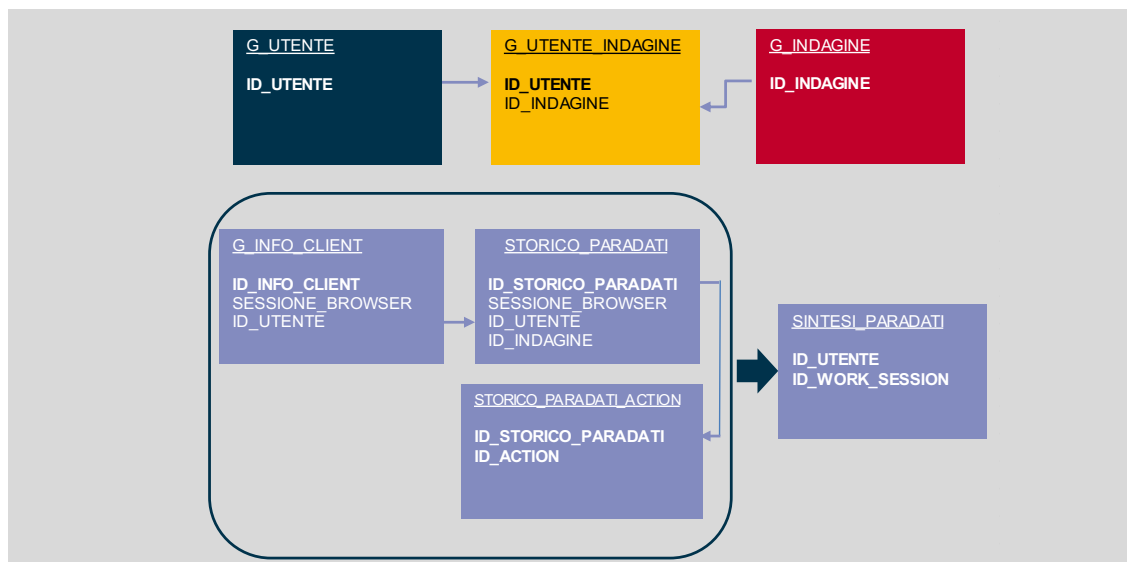 G_UTENTE
ID_UTENTE
G_UTENTE_INDAGINE
ID_UTENTE
ID_INDAGINE
G_INDAGINE
ID_INDAGINE
G_INFO_CLIENT
ID_INFO_CLIENT
SESSIONE_BROWSER
ID_UTENTE
STORICO_PARADATI
ID_STORICO_PARADATI
SESSIONE_BROWSER
ID_UTENTE
ID_INDAGINE
STORICO_PARADATI_ACTION
ID_STORICO_PARADATI
ID_ACTION
SINTESI_PARADATI
ID_UTENTE
ID_WORK_SESSION